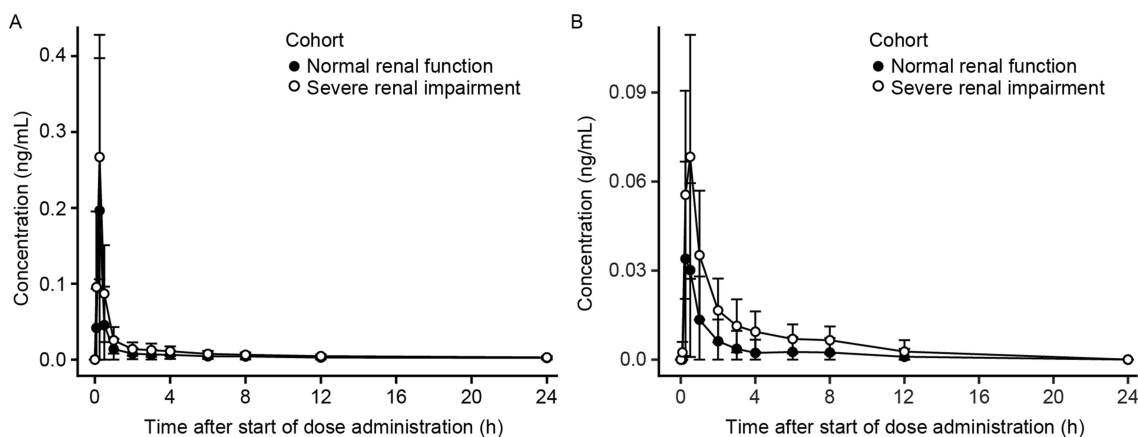 A
Concentration (ng/mL)
0.4
0.3
0.2
0.1
0.0
Cohort
Normal renal function
Severe renal impairment
0 4 8 12 16 20 24
Time after start of dose administration (h)
B
Concentration (ng/mL)
0.09
0.06
0.03
0.00
Cohort
Normal renal function
Severe renal impairment
0 4 8 12 16 20 24
Time after start of dose administration (h)